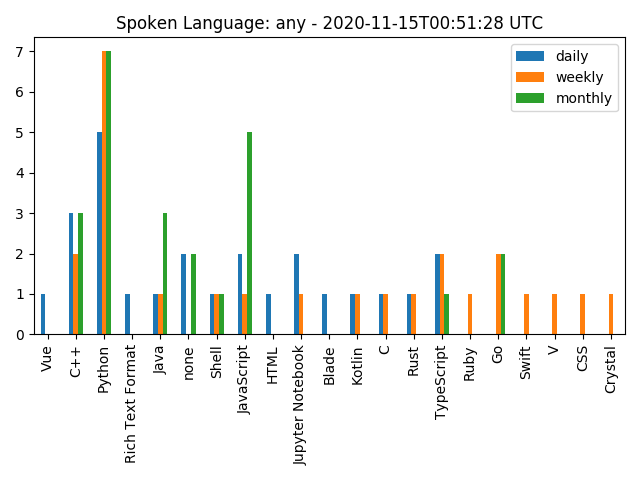 Spoken Language: any - 2020-11-15T00:51:28 UTC
daily
weekly
monthly
7
6
5
4
3
2
1
0
Vue
C++
Python
Rich Text Format
Java
none
Shell
JavaScript
HTML
Jupyter Notebook
Blade
Kotlin
C
Rust
TypeScript
Ruby
Go
Swift
V
CSS
Crystal